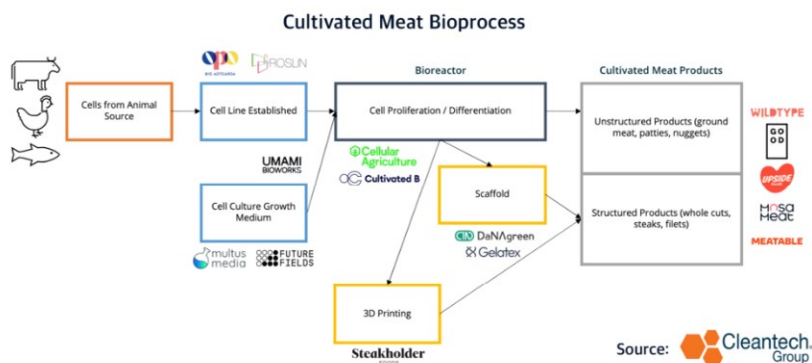 Cultivated Meat Bioprocess
opo
BIO AOTEAROA
ROSLIN
Bioreactor
Cultivated Meat Products
Cells from Animal
Source
Cell Line Established
Cell Proliferation / Differentiation
Unstructured Products (ground
meat, patties, nuggets)
WILDTYPE
GO
OD
UMAMI
BIOWORKS
Cellular
Agriculture
Cultivated B
UPSIDE
Cell Culture Growth
Medium
Scaffold
Structured Products (whole cuts,
steaks, filets)
MOSA
MEAT
MEATABLE
multus
media
FUTURE
FIELDS
DaNAgreen
Gelatex
3D Printing
Steakholder
Source:
Cleantech
Group